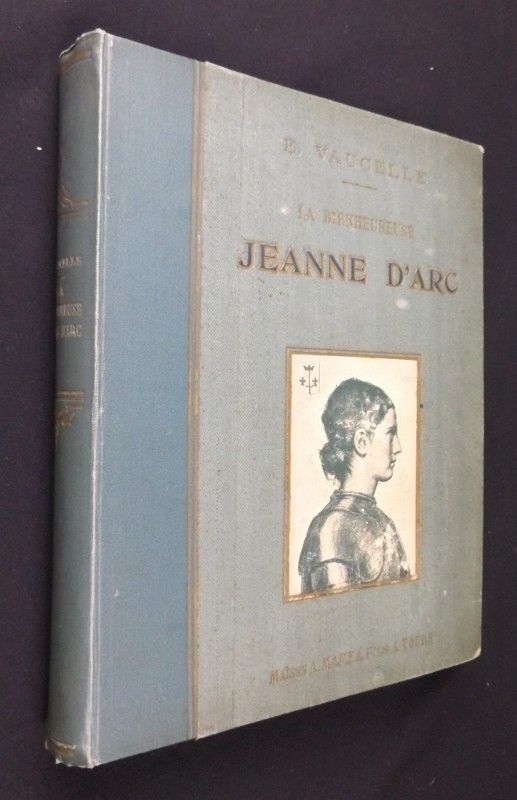 E. VAUCELLE
LA BIENHEUREUSE
JEANNE D'ARC
MAISON A. MAME & FILS A TOURS